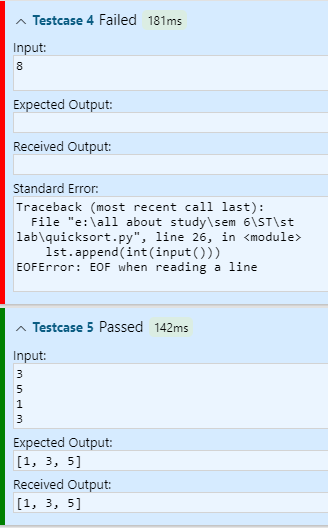 Testcase 4 Failed 181ms
Input:
8
Expected Output:
Received Output:
Standard Error:
Traceback (most recent call last):
  File "e:\all about study\sem 6\ST\st
lab\quicksort.py", line 26, in <module>
    lst.append(int(input()))
EOFError: EOF when reading a line
Testcase 5 Passed 142ms
Input:
3
5
1
3
Expected Output:
[1, 3, 5]
Received Output:
[1, 3, 5]